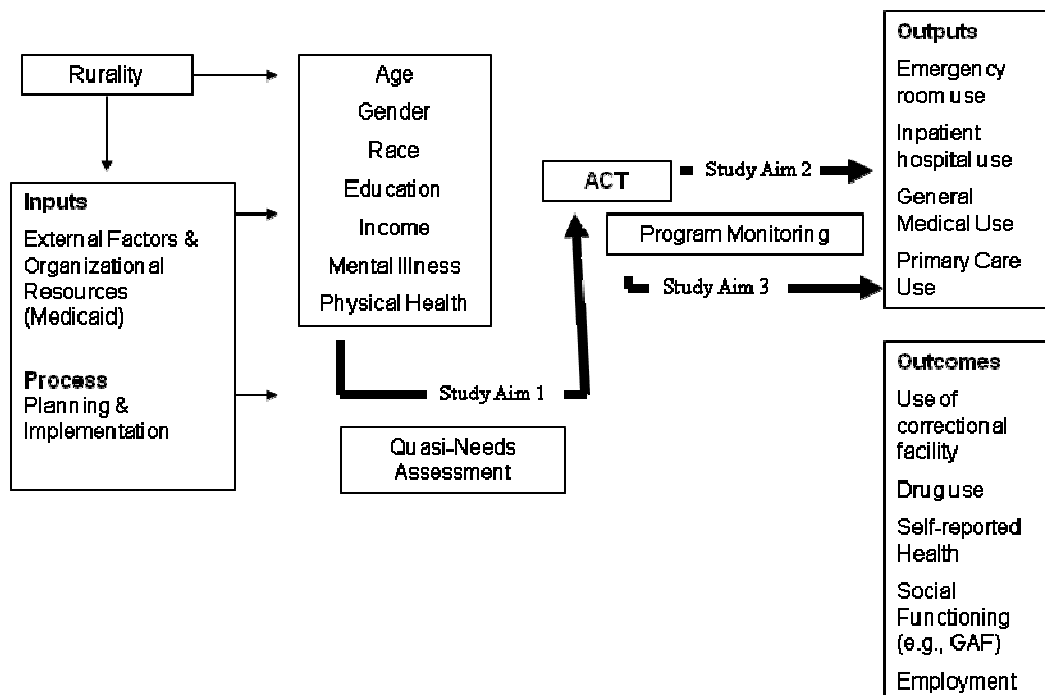 Rurality
Inputs
External Factors &
Organizational
Resources
(Medicaid)
Process
Planning &
Implementation
Age
Gender
Race
Education
Income
Mental Illness
Physical Health
Study Aim 1
Quasi-Needs
Assessment
ACT
Study Aim 2
Program Monitoring
Study Aim 3
Outputs
Emergency
room use
Inpatient
hospital use
General
Medical Use
Primary Care
Use
Outcomes
Use of
correctional
facility
Drug use
Self-reported
Health
Social
Functioning
(e.g., GAF)
Employment